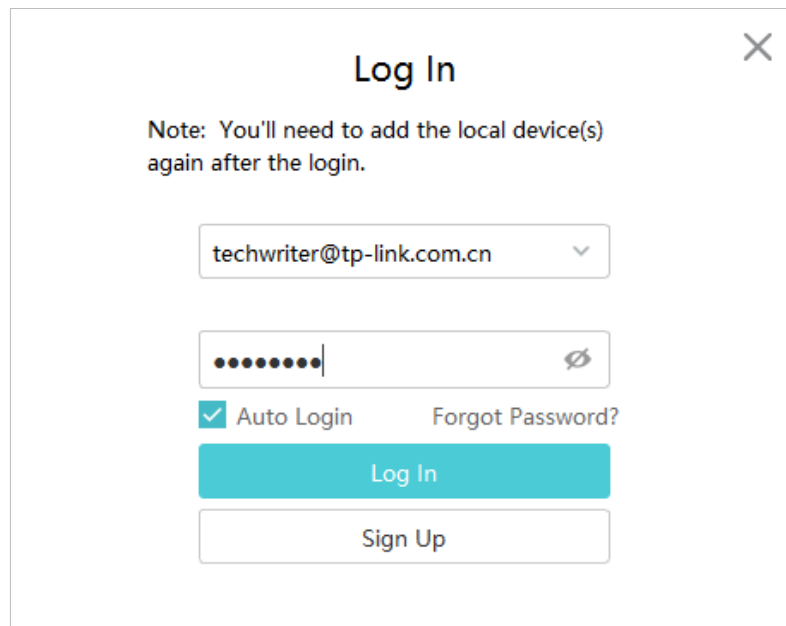 Log In
Note: You'll need to add the local device(s)
again after the login.
techwriter@tp-link.com.cn
••••••••
Auto Login Forgot Password?
Log In
Sign Up